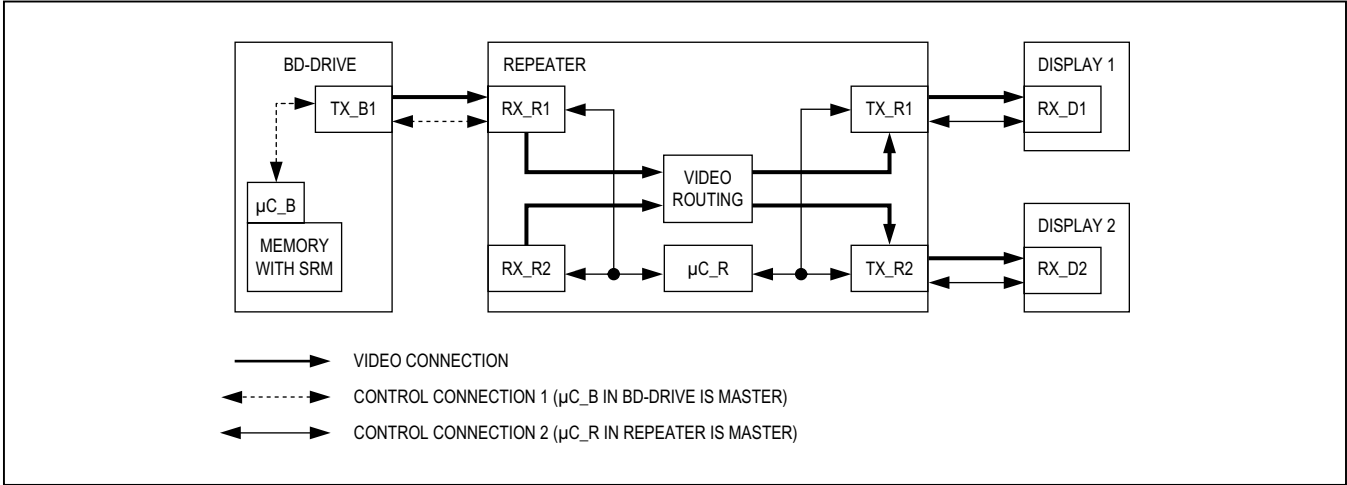 BD-DRIVE
REPEATER
DISPLAY 1
TX_B1
RX_R1
TX_R1
RX_D1
VIDEO
ROUTING
µC_B
MEMORY
WITH SRM
RX_R2
µC_R
TX_R2
DISPLAY 2
RX_D2
VIDEO CONNECTION
CONTROL CONNECTION 1 (µC_B IN BD-DRIVE IS MASTER)
CONTROL CONNECTION 2 (µC_R IN REPEATER IS MASTER)